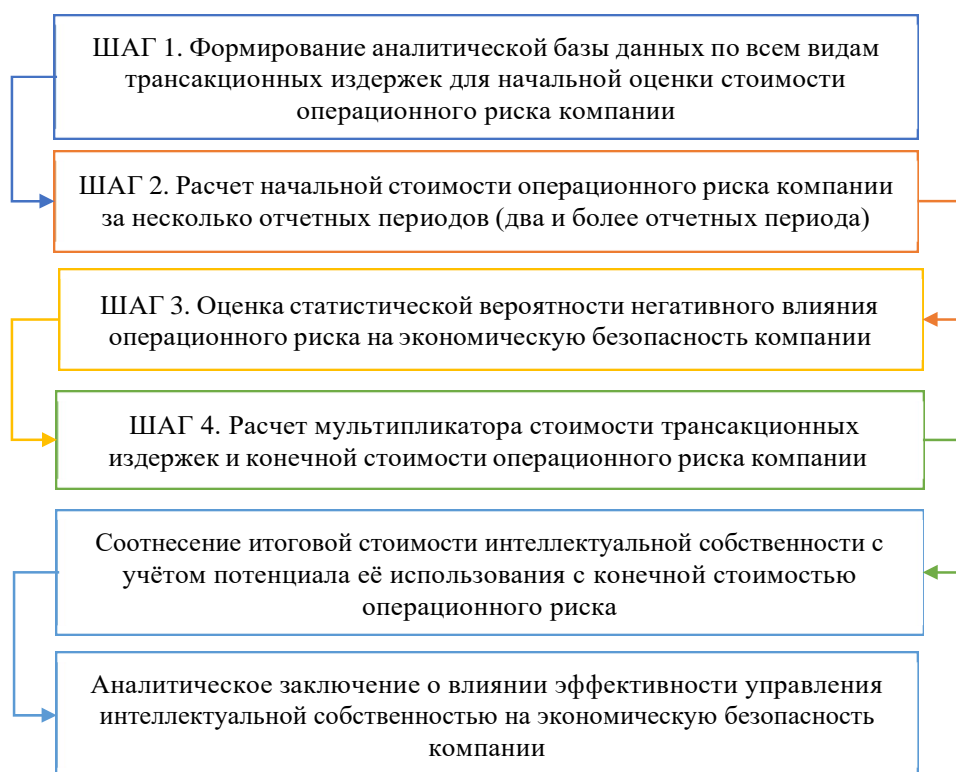 ШАГ 1. Формирование аналитической базы данных по всем видам
трансакционных издержек для начальной оценки стоимости
операционного риска компании
ШАГ 2. Расчет начальной стоимости операционного риска компании
за несколько отчетных периодов (два и более отчетных периода)
ШАГ 3. Оценка статистической вероятности негативного влияния
операционного риска на экономическую безопасность компании
ШАГ 4. Расчет мультипликатора стоимости трансакционных
издержек и конечной стоимости операционного риска компании
Соотнесение итоговой стоимости интеллектуальной собственности с
учётом потенциала её использования с конечной стоимостью
операционного риска
Аналитическое заключение о влиянии эффективности управления
интеллектуальной собственностью на экономическую безопасность
компании